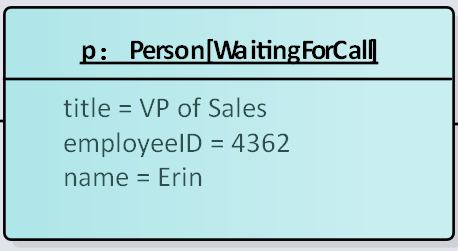 p: Person[WaitingForCall]
title = VP of Sales
employeeID = 4362
name = Erin